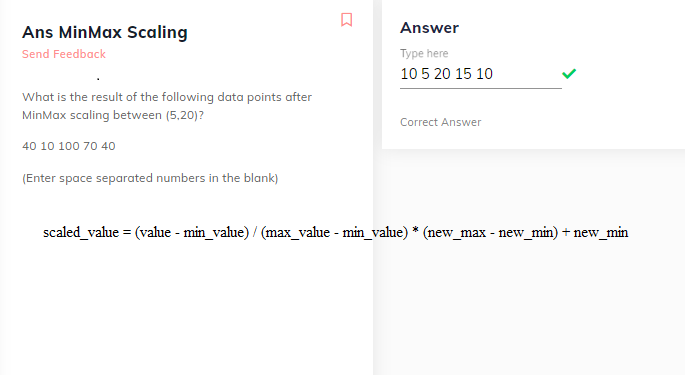 Ans MinMax Scaling
Send Feedback
.
What is the result of the following data points after
MinMax scaling between (5,20)?
40 10 100 70 40
(Enter space separated numbers in the blank)
scaled_value = (value - min_value) / (max_value - min_value) * (new_max - new_min) + new_min
Answer
Type here
10 5 20 15 10
Correct Answer